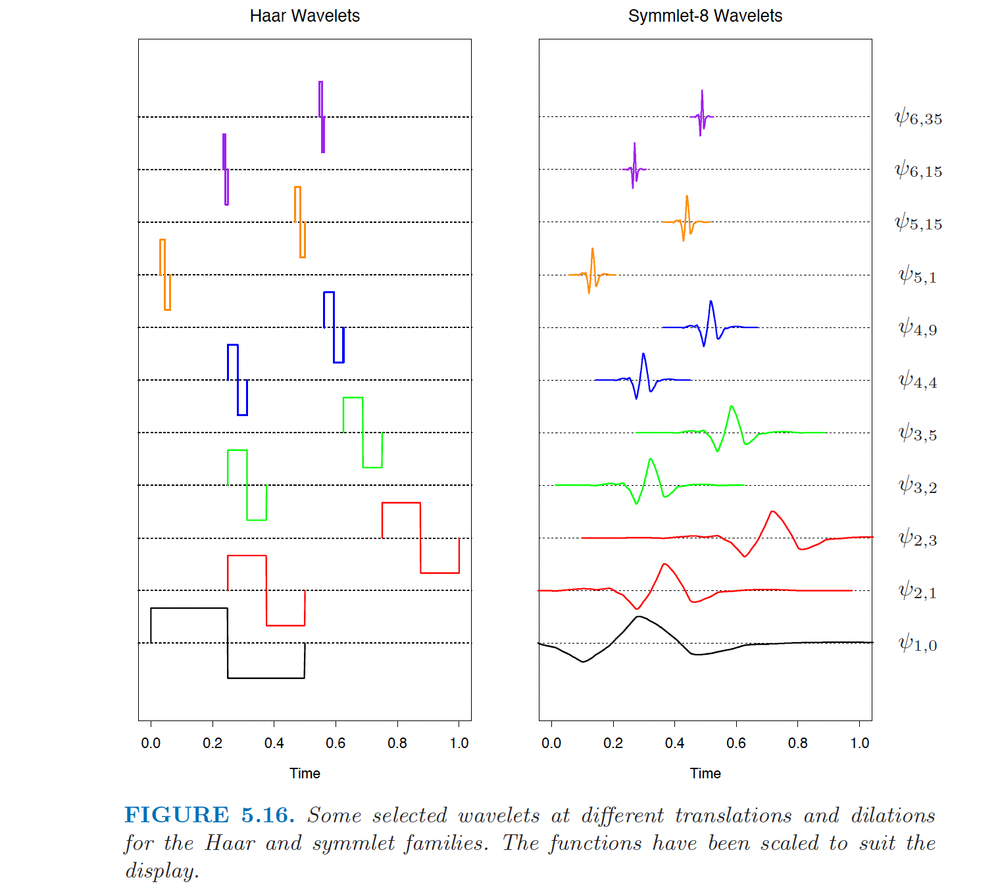 Haar Wavelets
Symmlet-8 Wavelets
ψ6,35
ψ6,15
ψ5,15
ψ5,1
ψ4,9
ψ4,4
ψ3,5
ψ3,2
ψ2,3
ψ2,1
ψ1,0
0.0 0.2 0.4 0.6 0.8 1.0
Time
0.0 0.2 0.4 0.6 0.8 1.0
Time
FIGURE 5.16. Some selected wavelets at different translations and dilations
for the Haar and symmlet families. The functions have been scaled to suit the
display.